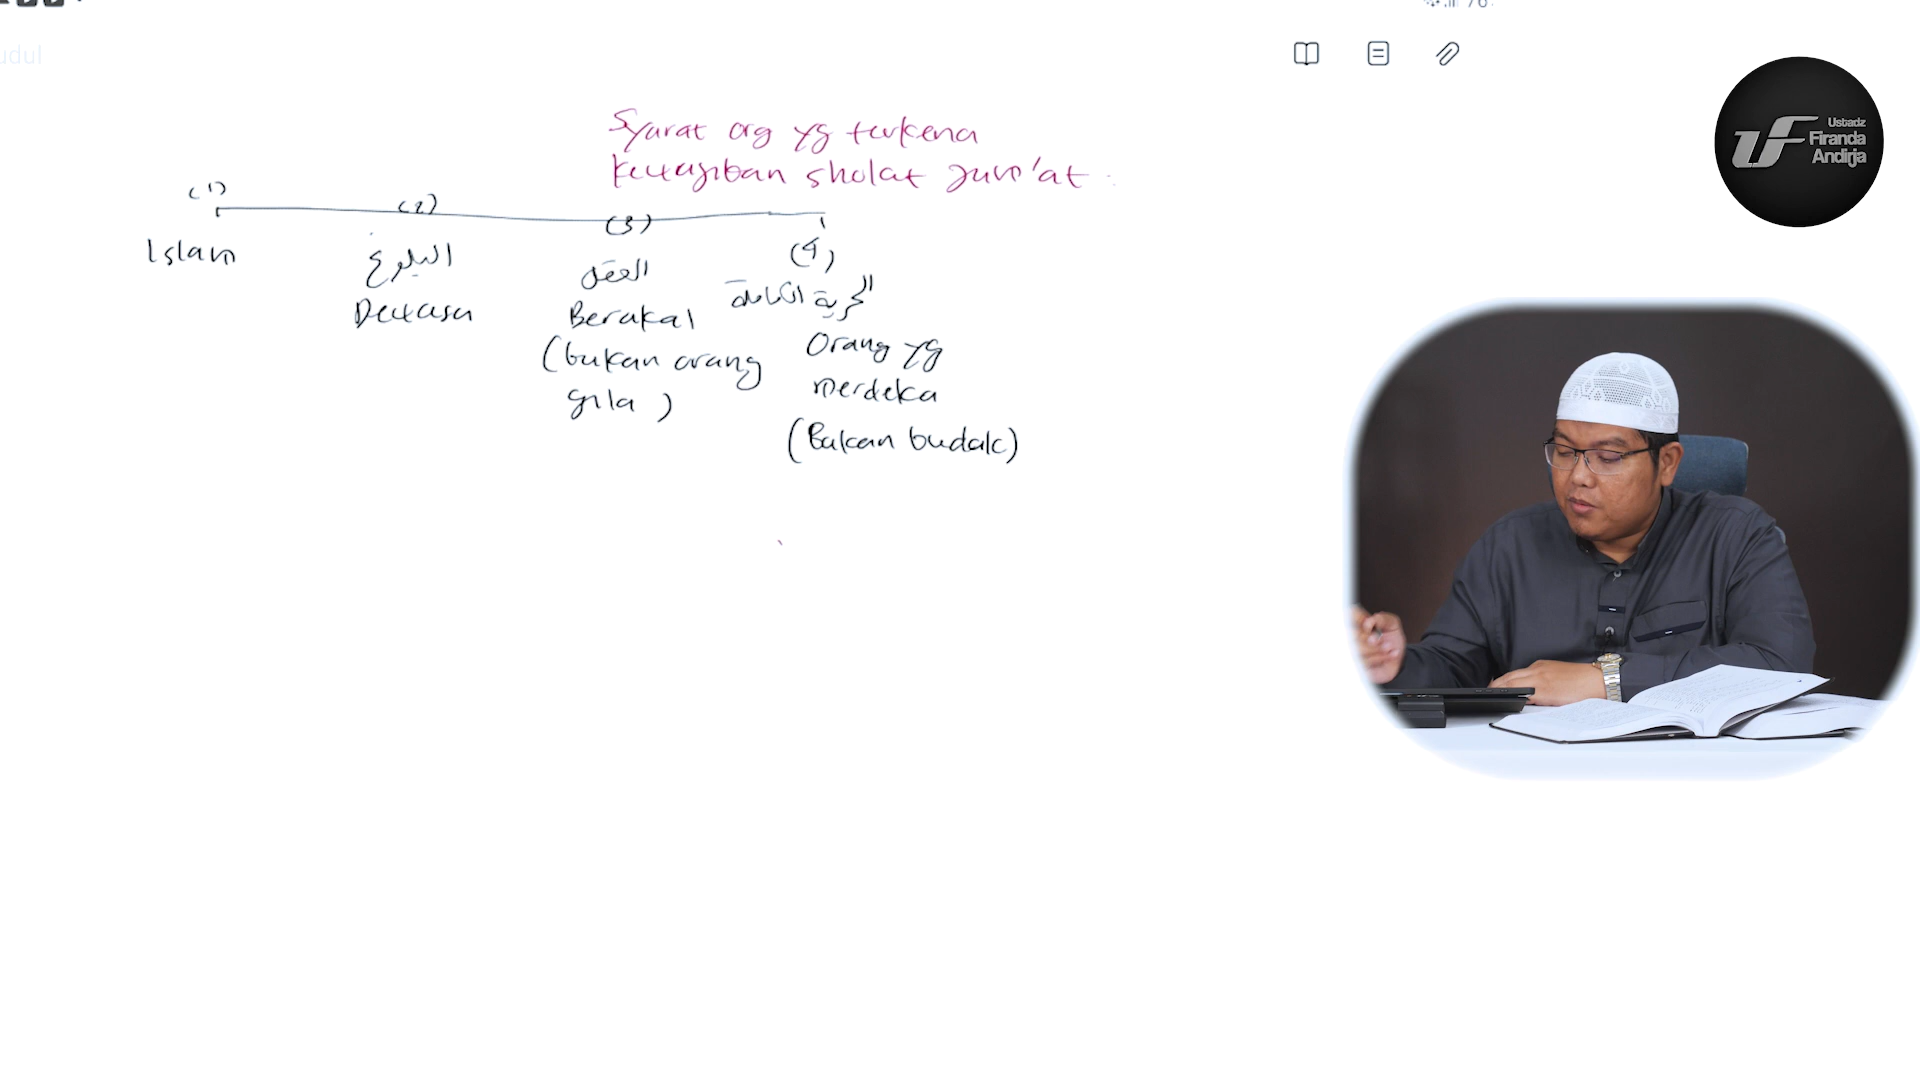 udul
Syarat org yg terkena
kewajiban sholat Jum'at
(1)
Islam
(2)
البلوغ
Dewasa
(3)
العقل
Berakal
(bukan orang
gila)
(4)
الحرية الكاملة
Orang yg
merdeka
(Bukan budak)
Ustadz
Firanda
Andirja